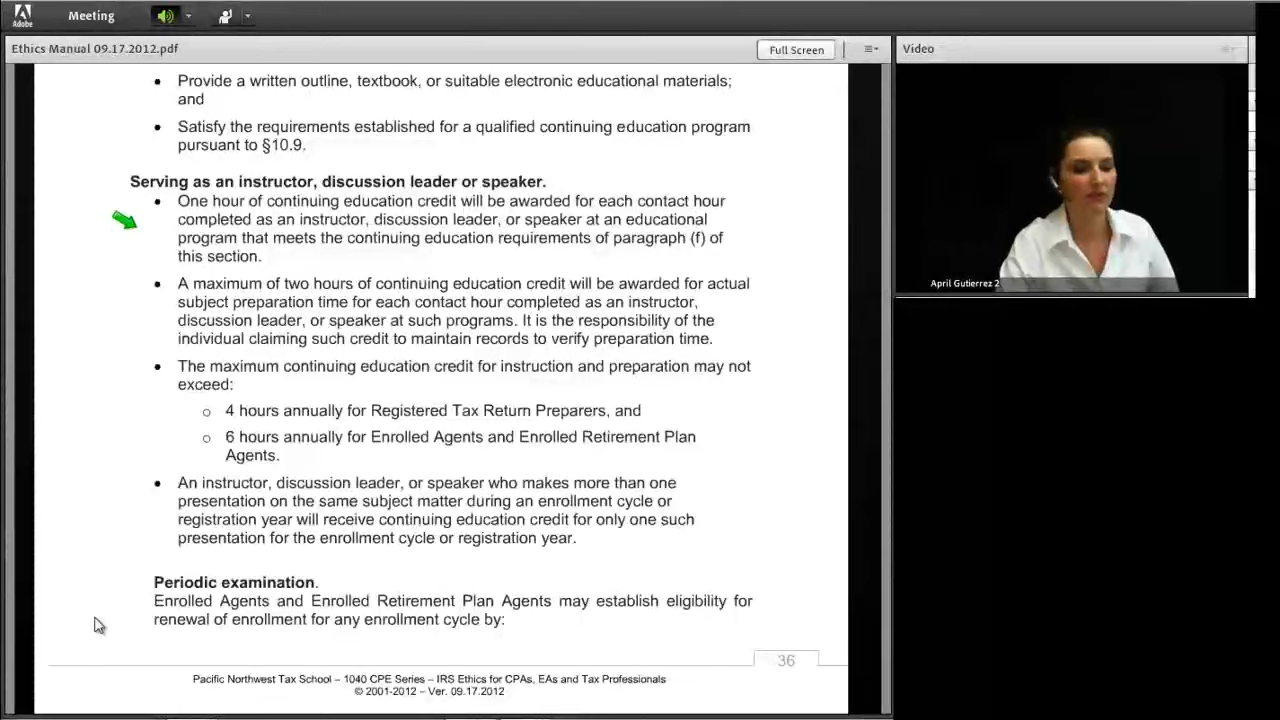 Adobe
Meeting
Ethics Manual 09.17.2012.pdf
Full Screen
Video
• Provide a written outline, textbook, or suitable electronic educational materials;
and
• Satisfy the requirements established for a qualified continuing education program
pursuant to §10.9.
Serving as an instructor, discussion leader or speaker.
• One hour of continuing education credit will be awarded for each contact hour
completed as an instructor, discussion leader, or speaker at an educational
program that meets the continuing education requirements of paragraph (f) of
this section.
• A maximum of two hours of continuing education credit will be awarded for actual
subject preparation time for each contact hour completed as an instructor,
discussion leader, or speaker at such programs. It is the responsibility of the
individual claiming such credit to maintain records to verify preparation time.
• The maximum continuing education credit for instruction and preparation may not
exceed:
o 4 hours annually for Registered Tax Return Preparers, and
o 6 hours annually for Enrolled Agents and Enrolled Retirement Plan
Agents.
• An instructor, discussion leader, or speaker who makes more than one
presentation on the same subject matter during an enrollment cycle or
registration year will receive continuing education credit for only one such
presentation for the enrollment cycle or registration year.
Periodic examination.
Enrolled Agents and Enrolled Retirement Plan Agents may establish eligibility for
renewal of enrollment for any enrollment cycle by:
36
Pacific Northwest Tax School – 1040 CPE Series – IRS Ethics for CPAs, EAs and Tax Professionals
© 2001-2012 – Ver. 09.17.2012
April Gutierrez 2